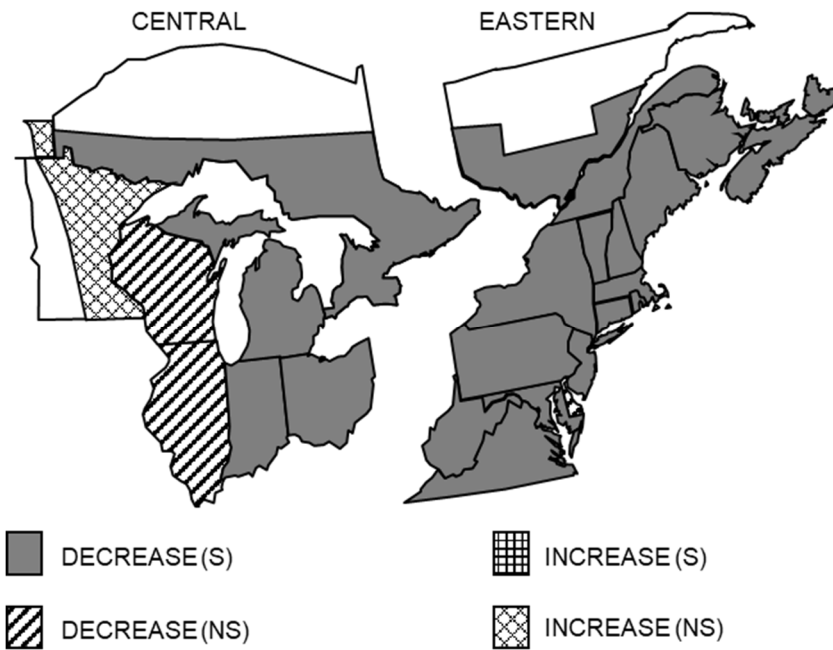 CENTRAL
EASTERN
DECREASE (S)
INCREASE (S)
DECREASE (NS)
INCREASE (NS)